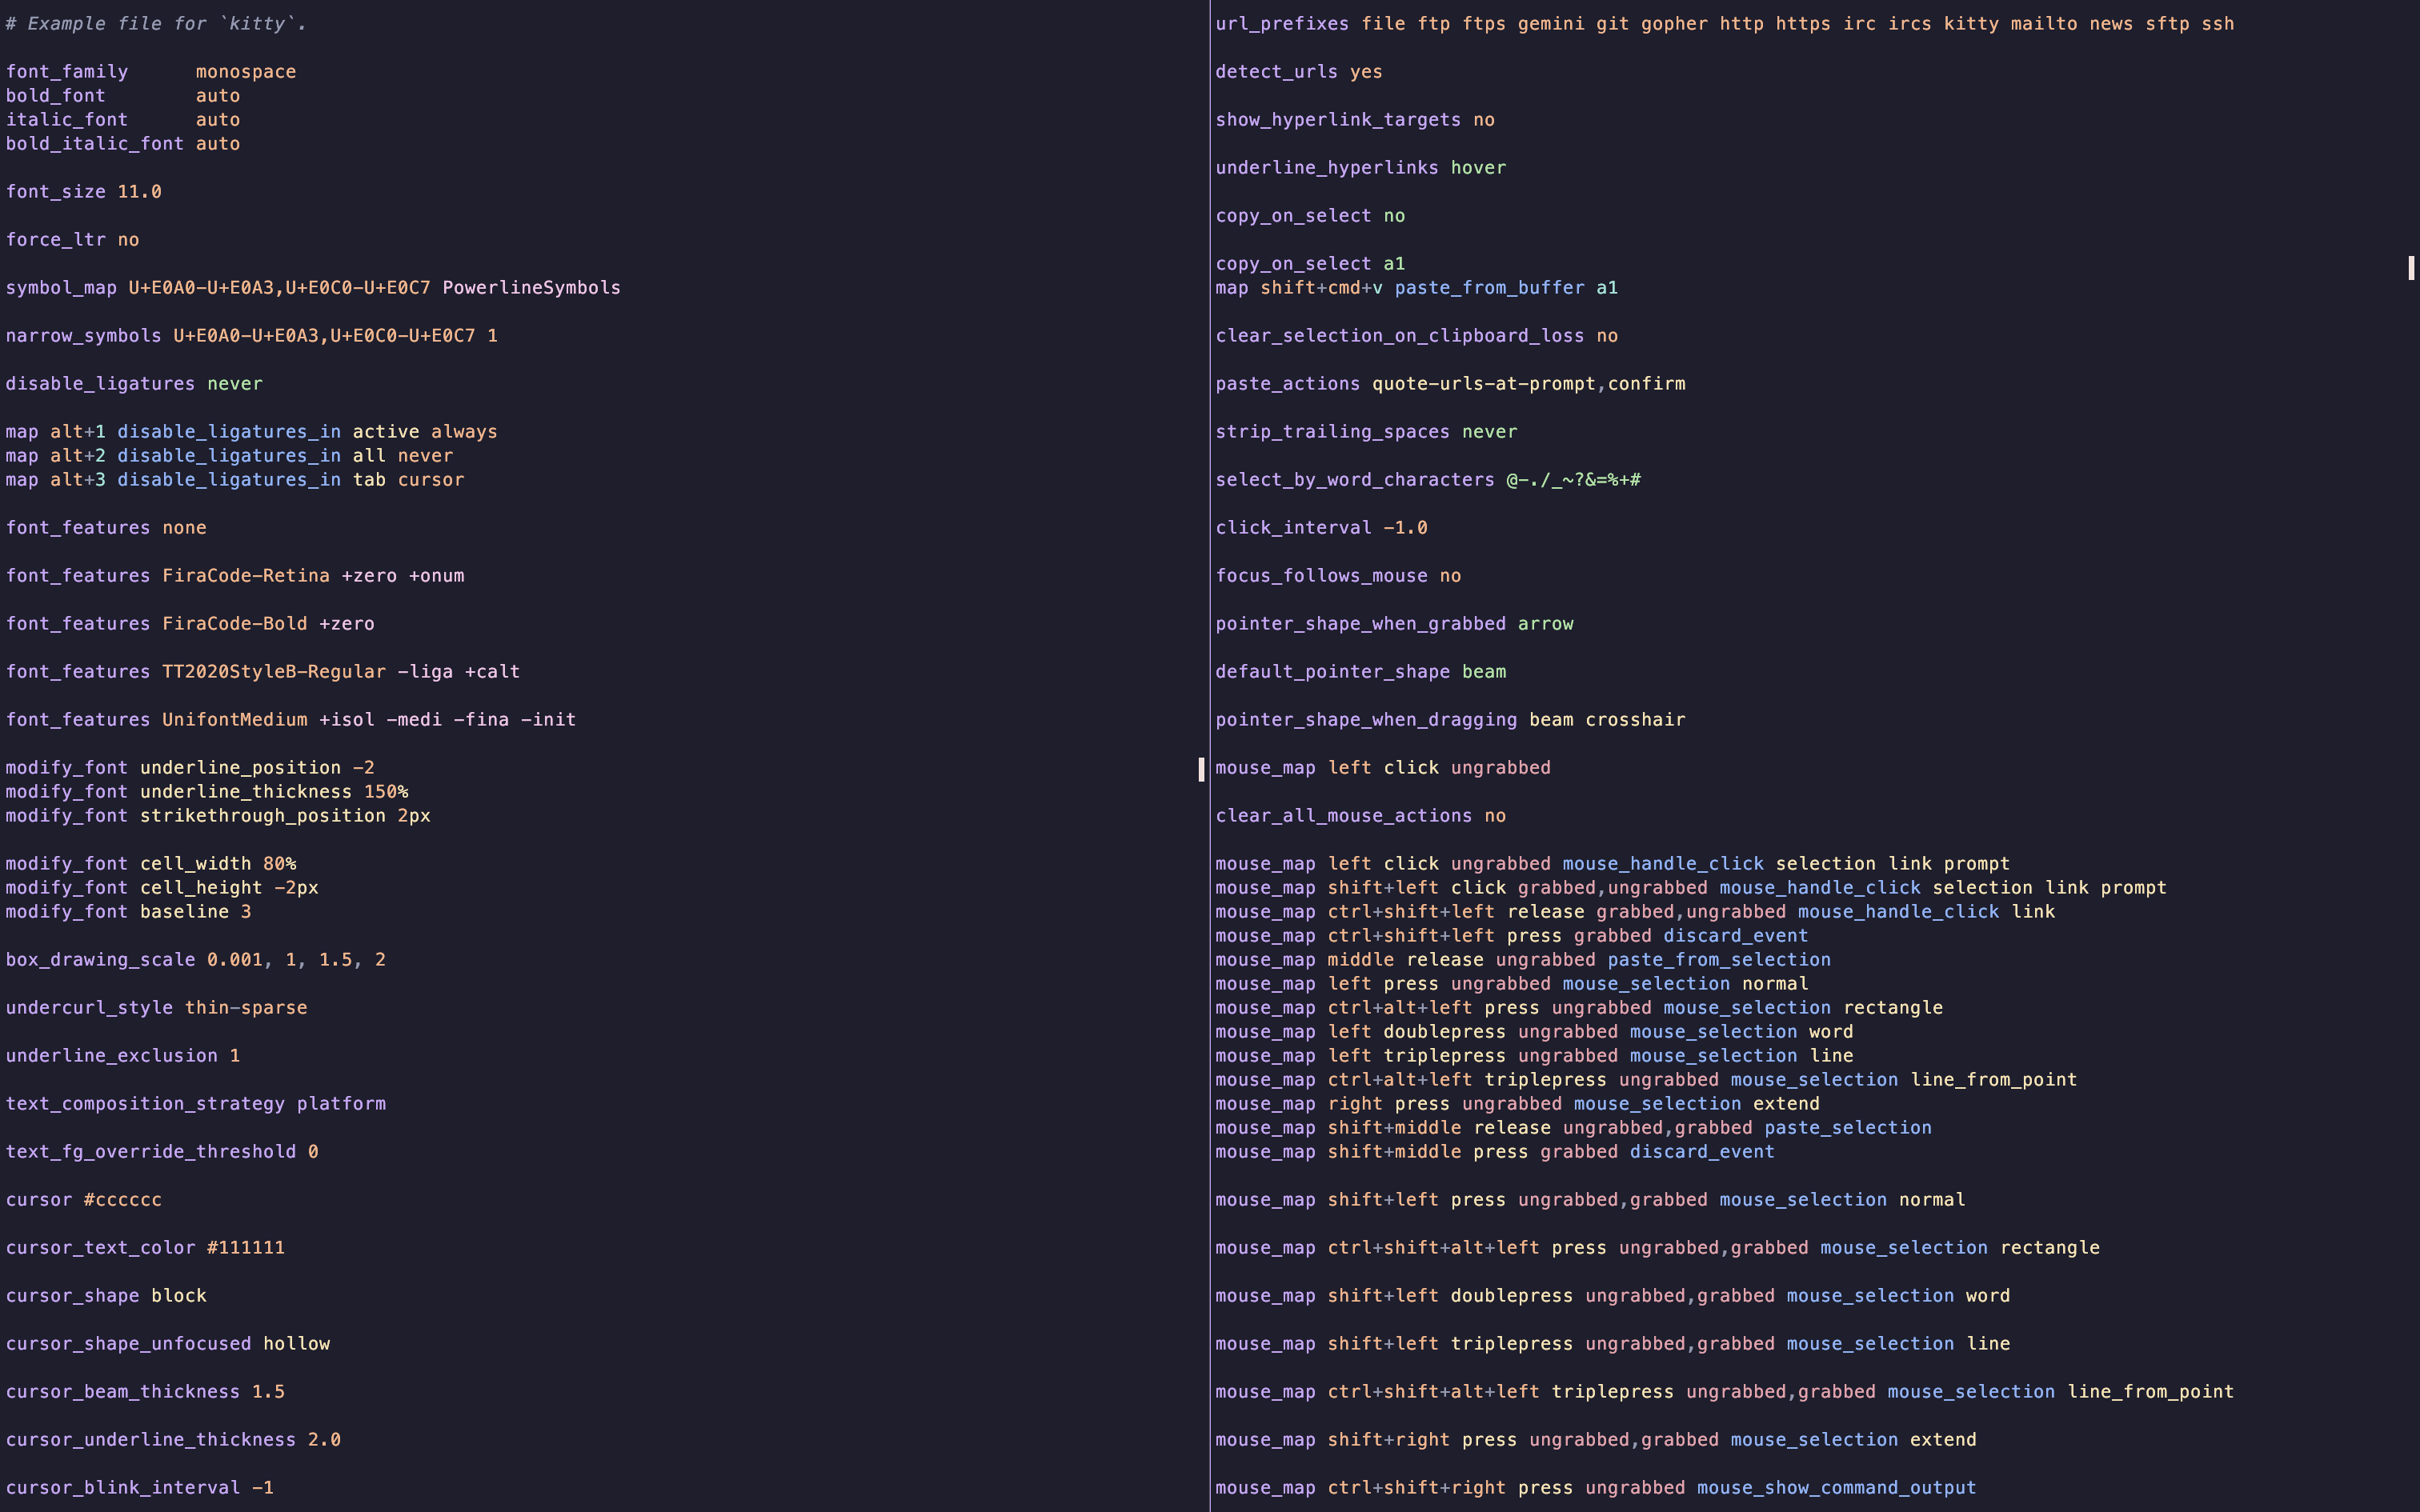 # Example file for `kitty`.
font_family      monospace
bold_font        auto
italic_font      auto
bold_italic_font auto
font_size 11.0
force_ltr no
symbol_map U+E0A0-U+E0A3,U+E0C0-U+E0C7 PowerlineSymbols
narrow_symbols U+E0A0-U+E0A3,U+E0C0-U+E0C7 1
disable_ligatures never
map alt+1 disable_ligatures_in active always
map alt+2 disable_ligatures_in all never
map alt+3 disable_ligatures_in tab cursor
font_features none
font_features FiraCode-Retina +zero +onum
font_features FiraCode-Bold +zero
font_features TT2020StyleB-Regular -liga +calt
font_features UnifontMedium +isol -medi -fina -init
modify_font underline_position -2
modify_font underline_thickness 150%
modify_font strikethrough_position 2px
modify_font cell_width 80%
modify_font cell_height -2px
modify_font baseline 3
box_drawing_scale 0.001, 1, 1.5, 2
undercurl_style thin-sparse
underline_exclusion 1
text_composition_strategy platform
text_fg_override_threshold 0
cursor #cccccc
cursor_text_color #111111
cursor_shape block
cursor_shape_unfocused hollow
cursor_beam_thickness 1.5
cursor_underline_thickness 2.0
cursor_blink_interval -1
url_prefixes file ftp ftps gemini git gopher http https irc ircs kitty mailto news sftp ssh
detect_urls yes
show_hyperlink_targets no
underline_hyperlinks hover
copy_on_select no
copy_on_select a1
map shift+cmd+v paste_from_buffer a1
clear_selection_on_clipboard_loss no
paste_actions quote-urls-at-prompt,confirm
strip_trailing_spaces never
select_by_word_characters @-./_~?&=%+#
click_interval -1.0
focus_follows_mouse no
pointer_shape_when_grabbed arrow
default_pointer_shape beam
pointer_shape_when_dragging beam crosshair
mouse_map left click ungrabbed
clear_all_mouse_actions no
mouse_map left click ungrabbed mouse_handle_click selection link prompt
mouse_map shift+left click grabbed,ungrabbed mouse_handle_click selection link prompt
mouse_map ctrl+shift+left release grabbed,ungrabbed mouse_handle_click link
mouse_map ctrl+shift+left press grabbed discard_event
mouse_map middle release ungrabbed paste_from_selection
mouse_map left press ungrabbed mouse_selection normal
mouse_map ctrl+alt+left press ungrabbed mouse_selection rectangle
mouse_map left doublepress ungrabbed mouse_selection word
mouse_map left triplepress ungrabbed mouse_selection line
mouse_map ctrl+alt+left triplepress ungrabbed mouse_selection line_from_point
mouse_map right press ungrabbed mouse_selection extend
mouse_map shift+middle release ungrabbed,grabbed paste_selection
mouse_map shift+middle press grabbed discard_event
mouse_map shift+left press ungrabbed,grabbed mouse_selection normal
mouse_map ctrl+shift+alt+left press ungrabbed,grabbed mouse_selection rectangle
mouse_map shift+left doublepress ungrabbed,grabbed mouse_selection word
mouse_map shift+left triplepress ungrabbed,grabbed mouse_selection line
mouse_map ctrl+shift+alt+left triplepress ungrabbed,grabbed mouse_selection line_from_point
mouse_map shift+right press ungrabbed,grabbed mouse_selection extend
mouse_map ctrl+shift+right press ungrabbed mouse_show_command_output